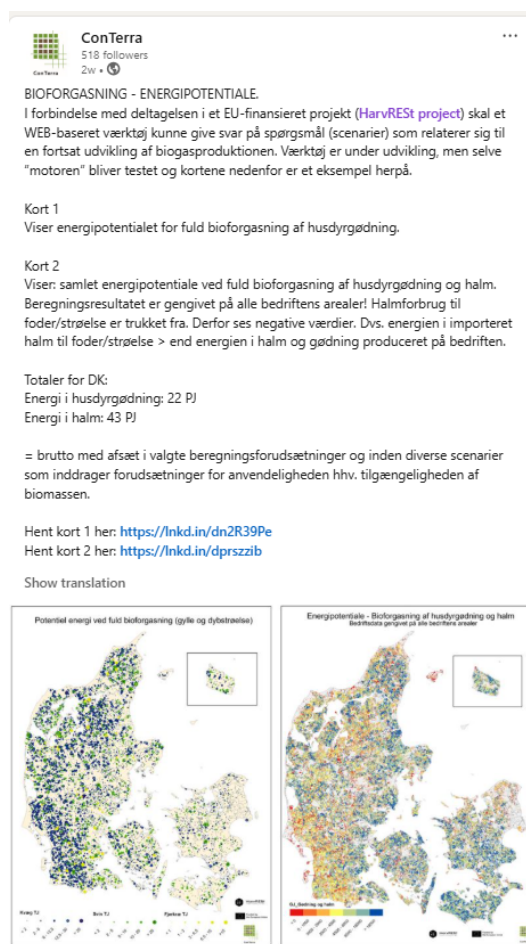 ConTerra
518 followers
2w •
ConTerra
BIOFORGASNING - ENERGIPOTENTIALE.
I forbindelse med deltagelsen i et EU-finansieret projekt (HarvRESt project) skal et
WEB-baseret værktøj kunne give svar på spørgsmål (scenarier) som relaterer sig til
en fortsat udvikling af biogasproduktionen. Værktøj er under udvikling, men selve
"motoren" bliver testet og kortene nedenfor er et eksempel herpå.
Kort 1
Viser energipotentialet for fuld bioforgasning af husdyrgødning.
Kort 2
Viser: samlet energipotentiale ved fuld bioforgasning af husdyrgødning og halm.
Beregningsresultatet er gengivet på alle bedriftens arealer! Halmforbrug til
foder/strøelse er trukket fra. Derfor ses negative værdier. Dvs. energien i importeret
halm til foder/strøelse > end energien i halm og gødning produceret på bedriften.
Totaler for DK:
Energi i husdyrgødning: 22 PJ
Energi i halm: 43 PJ
= brutto med afsæt i valgte beregningsforudsætninger og inden diverse scenarier
som inddrager forudsætninger for anvendeligheden hhv. tilgængeligheden af
biomassen.
Hent kort 1 her: https://lnkd.in/dn2R39Pe
Hent kort 2 her: https://lnkd.in/dprszzib
Show translation
Potentiel energi ved fuld bioforgasning (gylle og dybstrøelse)
Energipotentiale - Bioforgasning af husdyrgødning og halm
Bedriftsdata gengivet på alle bedriftens arealer
Kvæg TJ
Svin TJ
Fjerkræ TJ
GJ_Gødning og halm